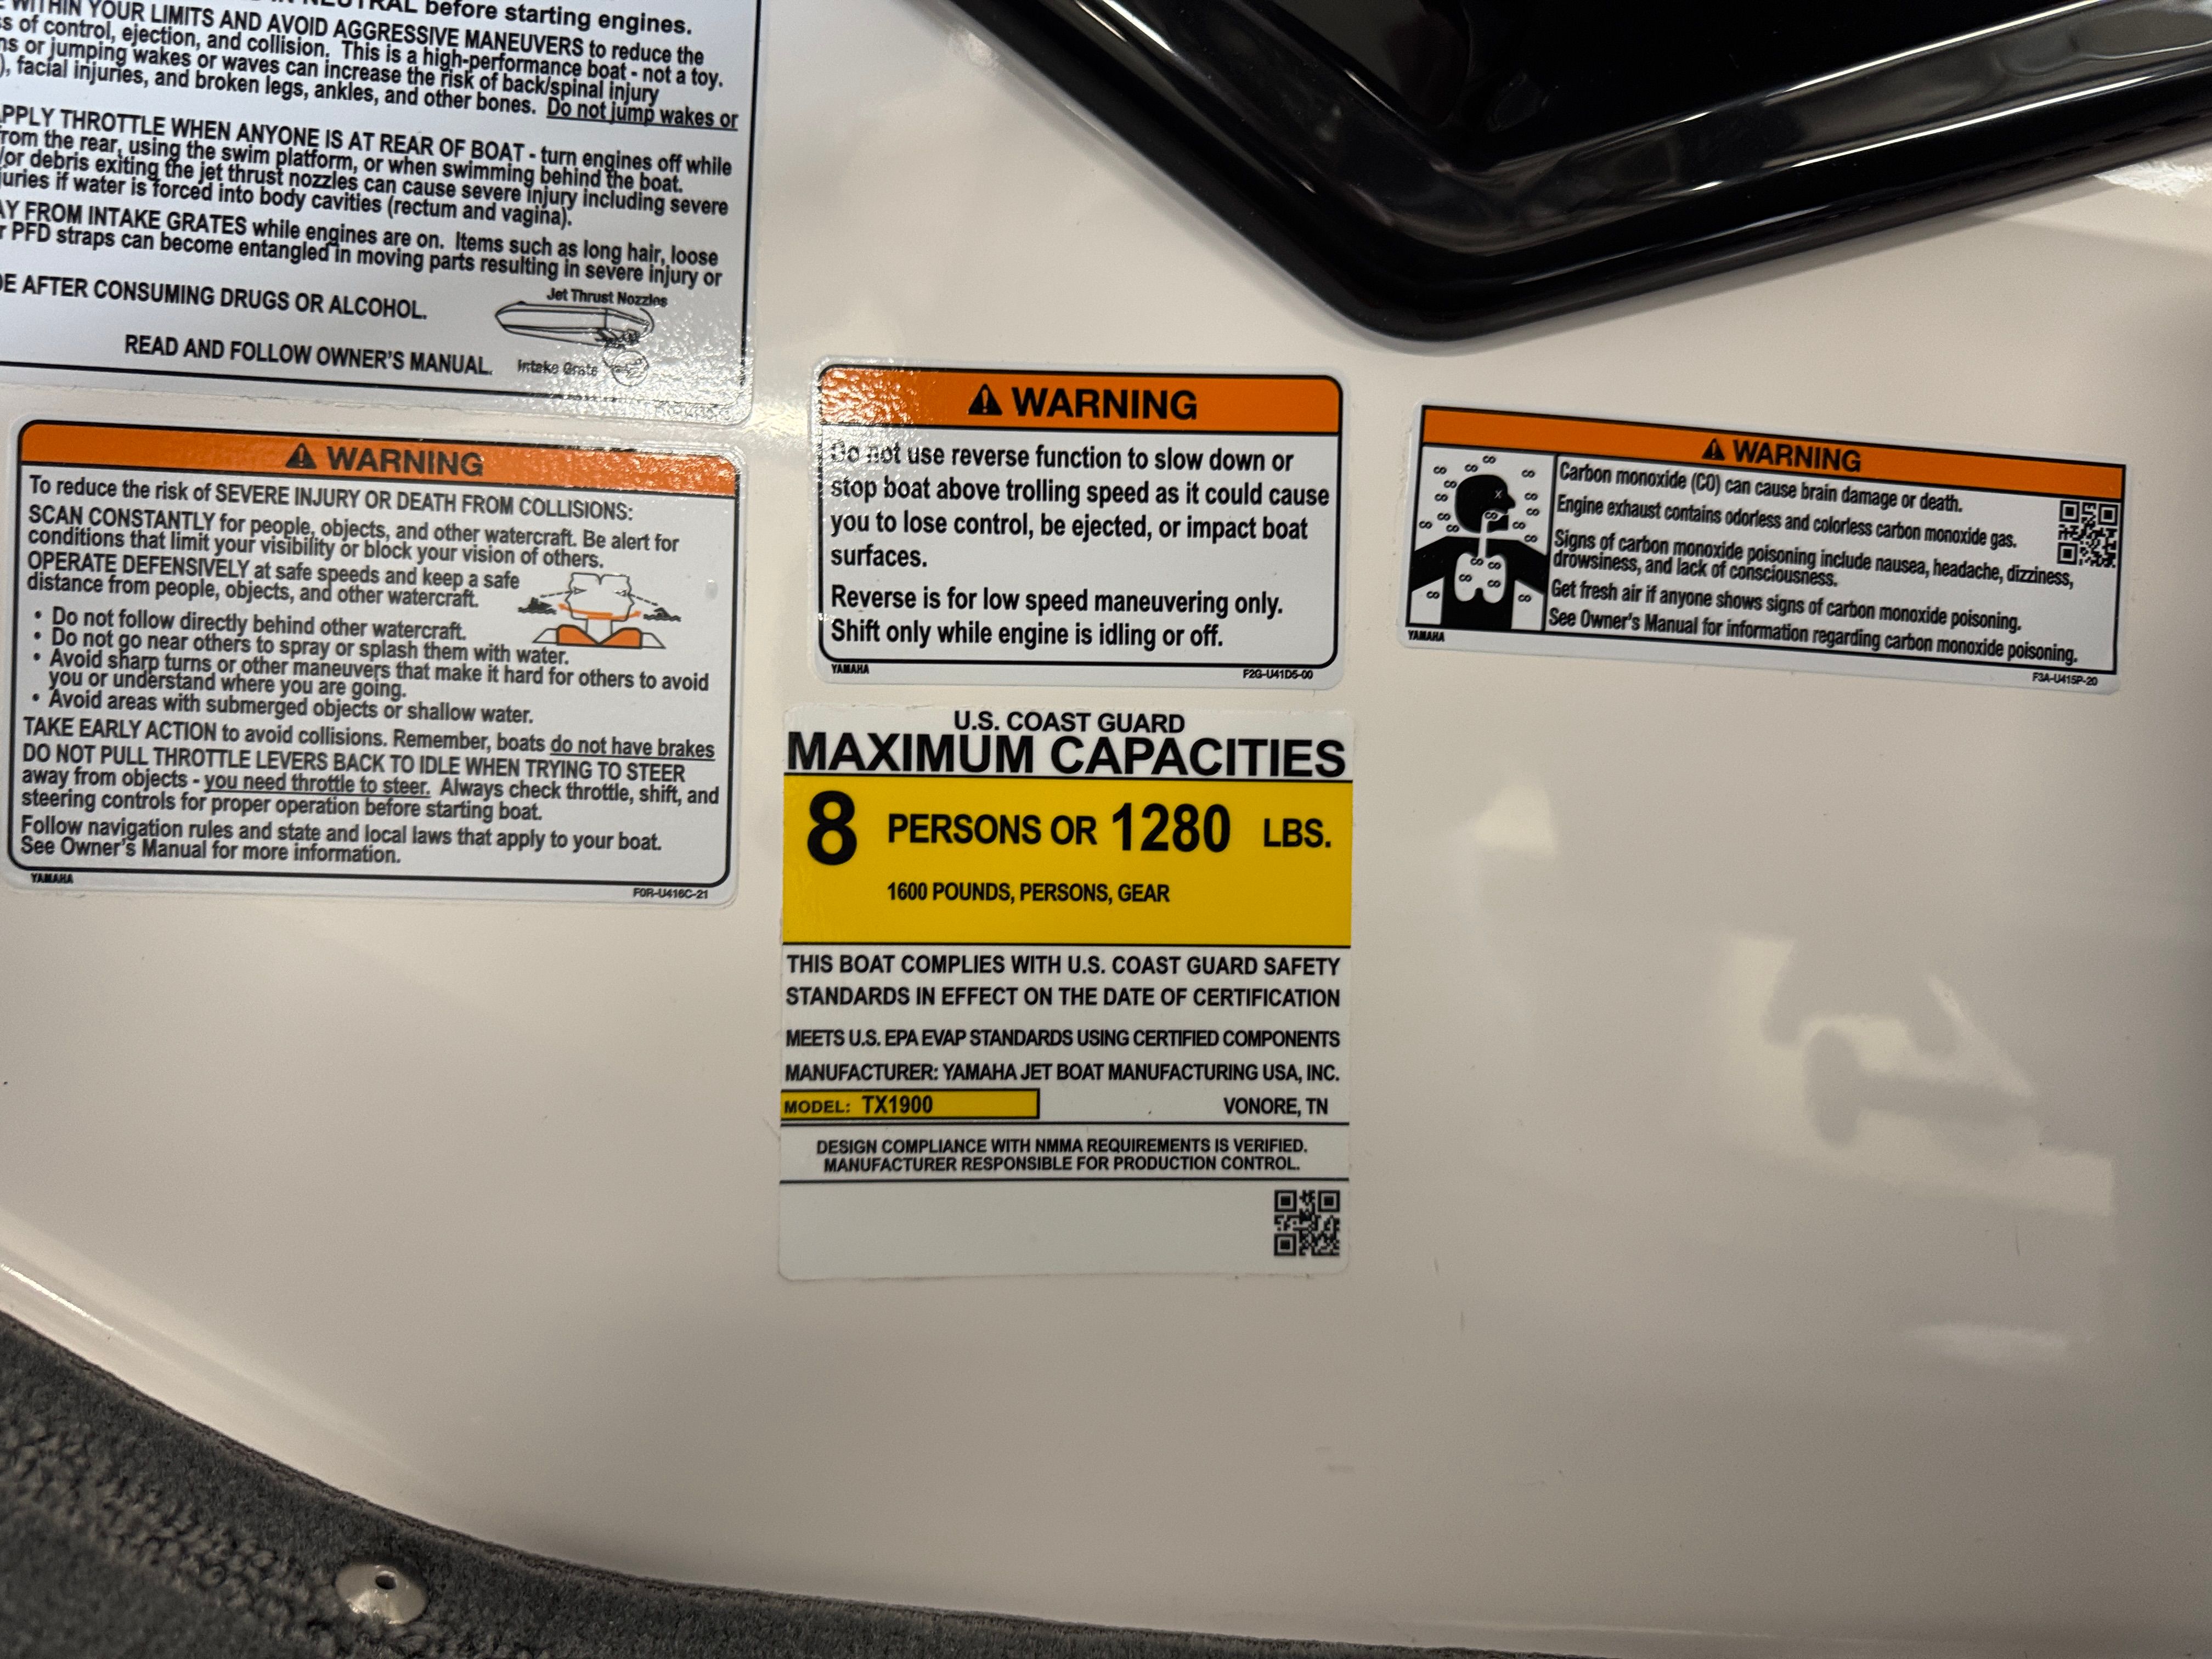 NEUTRAL before starting engines.
WITHIN YOUR LIMITS AND AVOID AGGRESSIVE MANEUVERS to reduce the
of control, ejection, and collision. This is a high-performance boat - not a toy.
or jumping wakes or waves can increase the risk of back/spinal injury
), facial injuries, and broken legs, ankles, and other bones. Do not jump wakes or
THROTTLE WHEN ANYONE IS AT REAR OF BOAT - turn engines off while
from the rear, using the swim platform, or when swimming behind the boat.
/or debris exiting the jet thrust nozzles can cause severe injury including severe
if water is forced into body cavities (rectum and vagina).
FROM INTAKE GRATES while engines are on. Items such as long hair, loose
PFD straps can become entangled in moving parts resulting in severe injury or
AFTER CONSUMING DRUGS OR ALCOHOL.
Jet Thrust Nozzles
READ AND FOLLOW OWNER'S MANUAL.
Intake Grate
WARNING
To reduce the risk of SEVERE INJURY OR DEATH FROM COLLISIONS:
SCAN CONSTANTLY for people, objects, and other watercraft. Be alert for
conditions that limit your visibility or block your vision of others.
OPERATE DEFENSIVELY at safe speeds and keep a safe
distance from people, objects, and other watercraft.
• Do not follow directly behind other watercraft.
• Do not go near others to spray or splash them with water.
• Avoid sharp turns or other maneuvers that make it hard for others to avoid
you or understand where you are going.
• Avoid areas with submerged objects or shallow water.
TAKE EARLY ACTION to avoid collisions. Remember, boats do not have brakes
DO NOT PULL THROTTLE LEVERS BACK TO IDLE WHEN TRYING TO STEER
away from objects - you need throttle to steer. Always check throttle, shift, and
steering controls for proper operation before starting boat.
Follow navigation rules and state and local laws that apply to your boat.
See Owner's Manual for more information.
YAMAHA
F0R-U416C-21
WARNING
Do not use reverse function to slow down or
stop boat above trolling speed as it could cause
you to lose control, be ejected, or impact boat
surfaces.
Reverse is for low speed maneuvering only.
Shift only while engine is idling or off.
YAMAHA
F2G-U41D5-00
WARNING
Carbon monoxide (CO) can cause brain damage or death.
Engine exhaust contains odorless and colorless carbon monoxide gas.
Signs of carbon monoxide poisoning include nausea, headache, dizziness,
drowsiness, and lack of consciousness.
Get fresh air if anyone shows signs of carbon monoxide poisoning.
See Owner's Manual for information regarding carbon monoxide poisoning.
YAMAHA
F3A-U415P-20
U.S. COAST GUARD
MAXIMUM CAPACITIES
8 PERSONS OR 1280 LBS.
1600 POUNDS, PERSONS, GEAR
THIS BOAT COMPLIES WITH U.S. COAST GUARD SAFETY
STANDARDS IN EFFECT ON THE DATE OF CERTIFICATION
MEETS U.S. EPA EVAP STANDARDS USING CERTIFIED COMPONENTS
MANUFACTURER: YAMAHA JET BOAT MANUFACTURING USA, INC.
MODEL: TX1900 VONORE, TN
DESIGN COMPLIANCE WITH NMMA REQUIREMENTS IS VERIFIED.
MANUFACTURER RESPONSIBLE FOR PRODUCTION CONTROL.